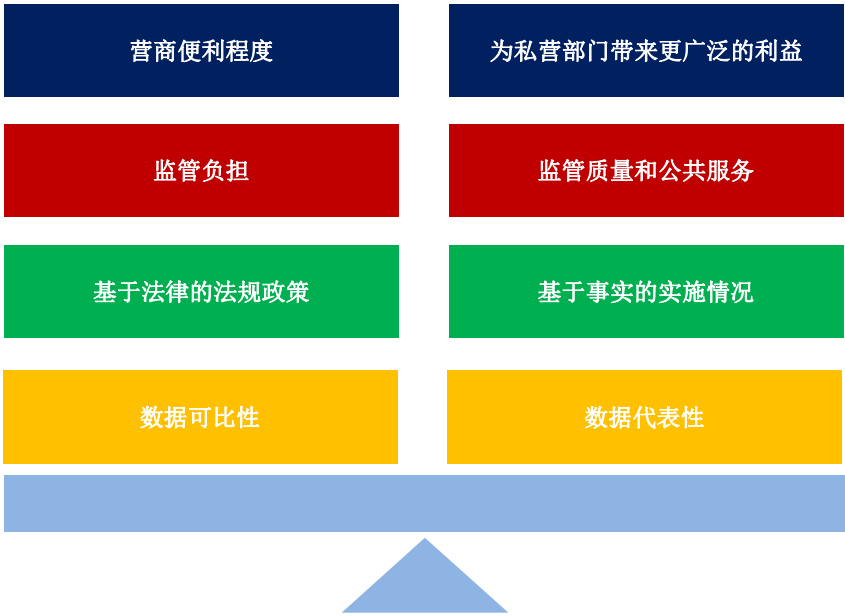 营商便利程度
为私营部门带来更广泛的利益
监管负担
监管质量和公共服务
基于法律的法规政策
基于事实的实施情况
数据可比性
数据代表性